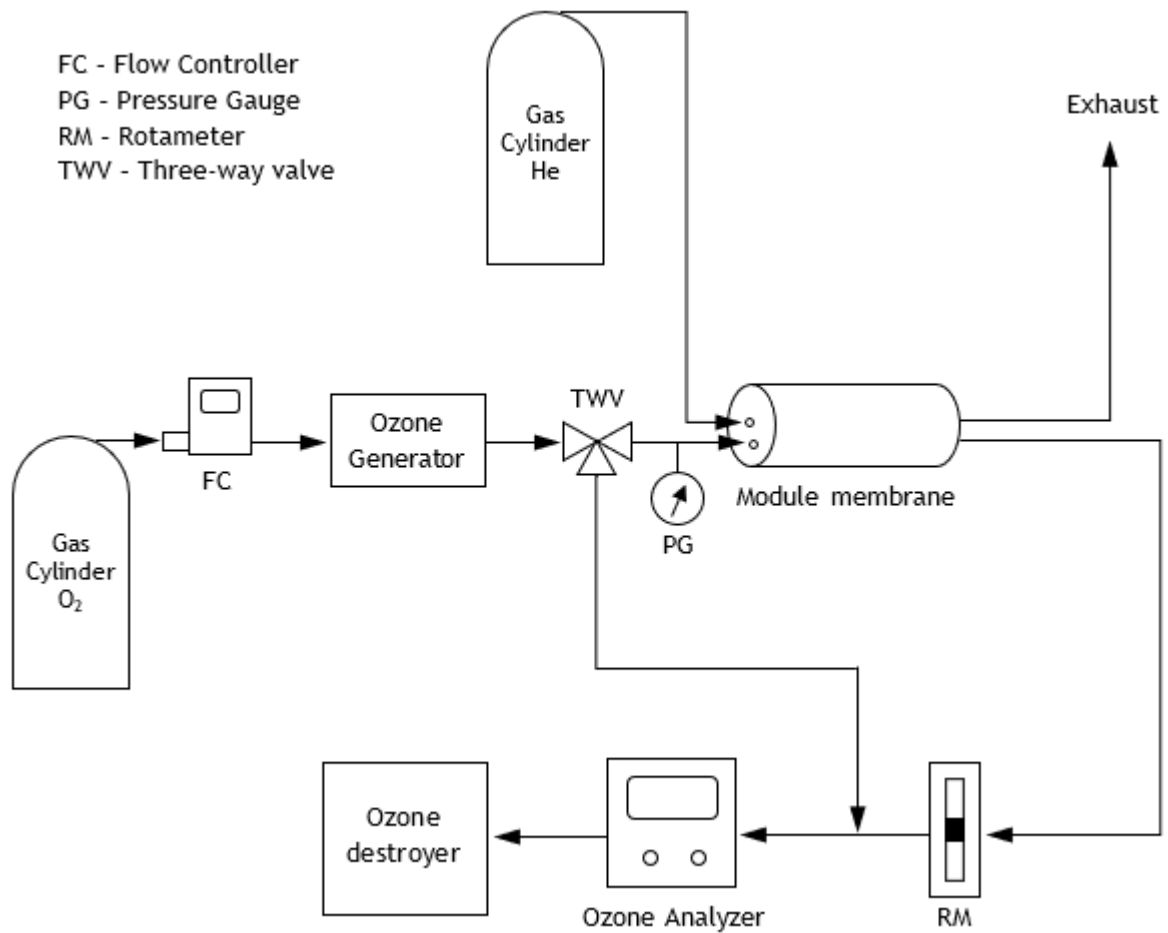 FC - Flow Controller
PG - Pressure Gauge
RM - Rotameter
TWV - Three-way valve
Gas
Cylinder
He
Exhaust
TWV
Ozone
Generator
FC
Module membrane
PG
Gas
Cylinder
O₂
Ozone
destroyer
Ozone Analyzer
RM